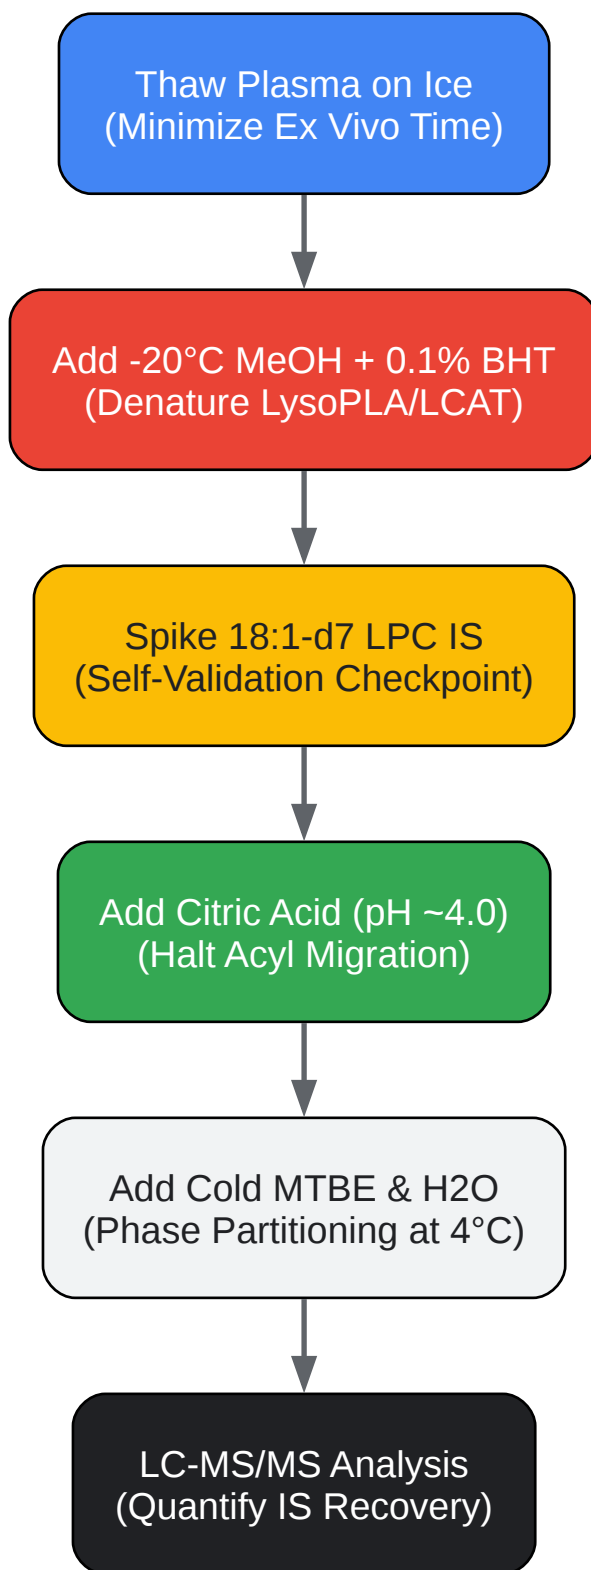 Thaw Plasma on Ice
(Minimize Ex Vivo Time)
Add -20°C MeOH + 0.1% BHT
(Denature LysoPLA/LCAT)
Spike 18:1-d7 LPC IS
(Self-Validation Checkpoint)
Add Citric Acid (pH ~4.0)
(Halt Acyl Migration)
Add Cold MTBE & H2O
(Phase Partitioning at 4°C)
LC-MS/MS Analysis
(Quantify IS Recovery)